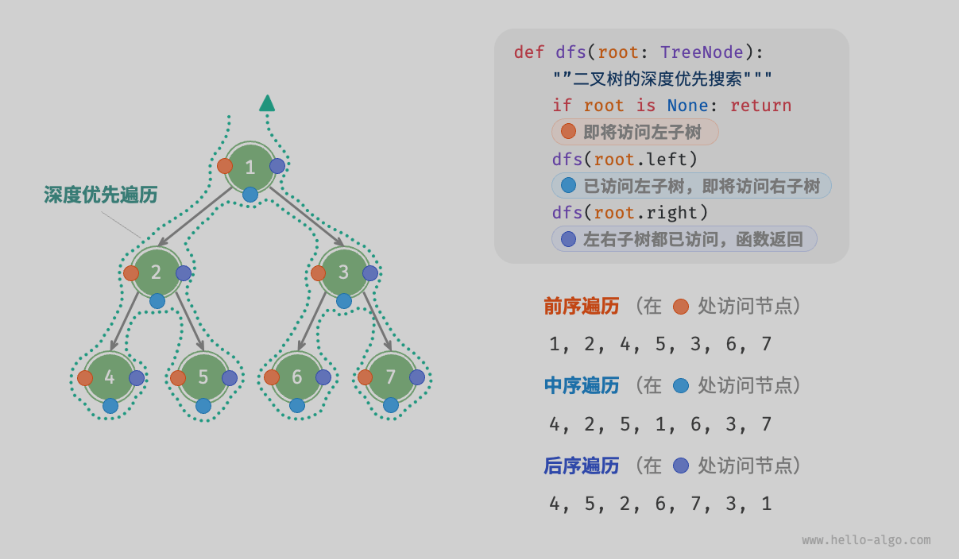 深度优先遍历
1
2
3
4
5
6
7
def dfs(root: TreeNode):
"”二叉树的深度优先搜索"""
if root is None: return
即将访问左子树
dfs(root.left)
已访问左子树，即将访问右子树
dfs(root.right)
左右子树都已访问，函数返回
前序遍历（在 处访问节点）
1, 2, 4, 5, 3, 6, 7
中序遍历（在 处访问节点）
4, 2, 5, 1, 6, 3, 7
后序遍历（在 处访问节点）
4, 5, 2, 6, 7, 3, 1
www.hello-algo.com